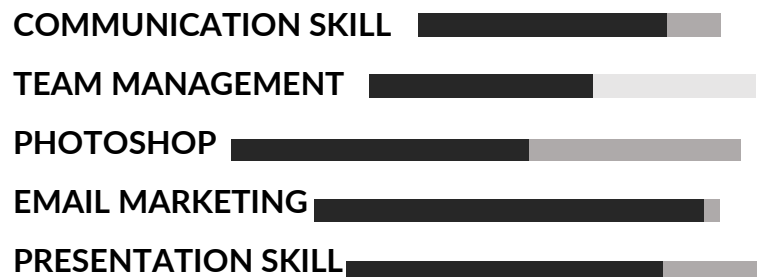 COMMUNICATION SKILL
TEAM MANAGEMENT
PHOTOSHOP
EMAIL MARKETING
PRESENTATION SKILL